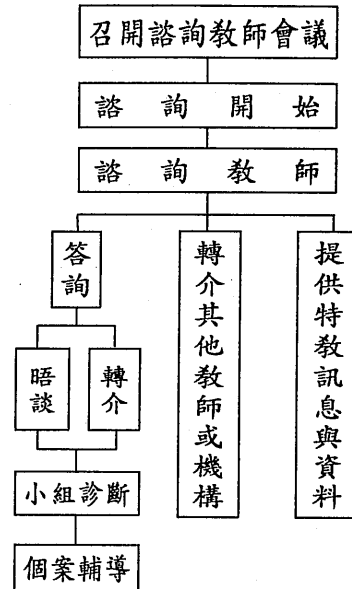 召開諮詢教師會議
諮詢開始
諮詢教師
答詢
轉介其他教師或機構
提供特教訊息與資料
晤談
轉介
小組診斷
個案輔導